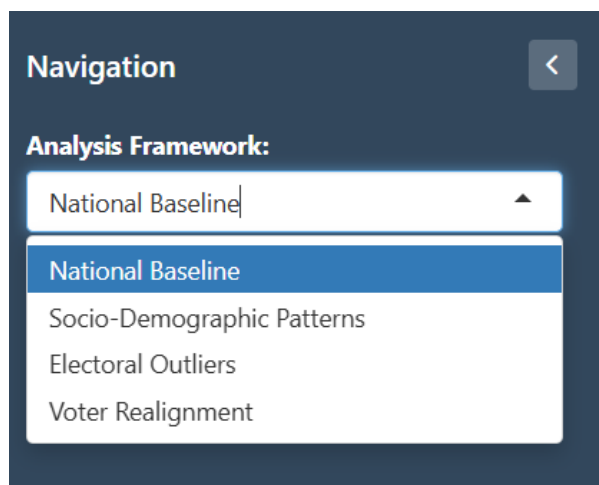 Navigation
Analysis Framework:
National Baseline
National Baseline
Socio-Demographic Patterns
Electoral Outliers
Voter Realignment